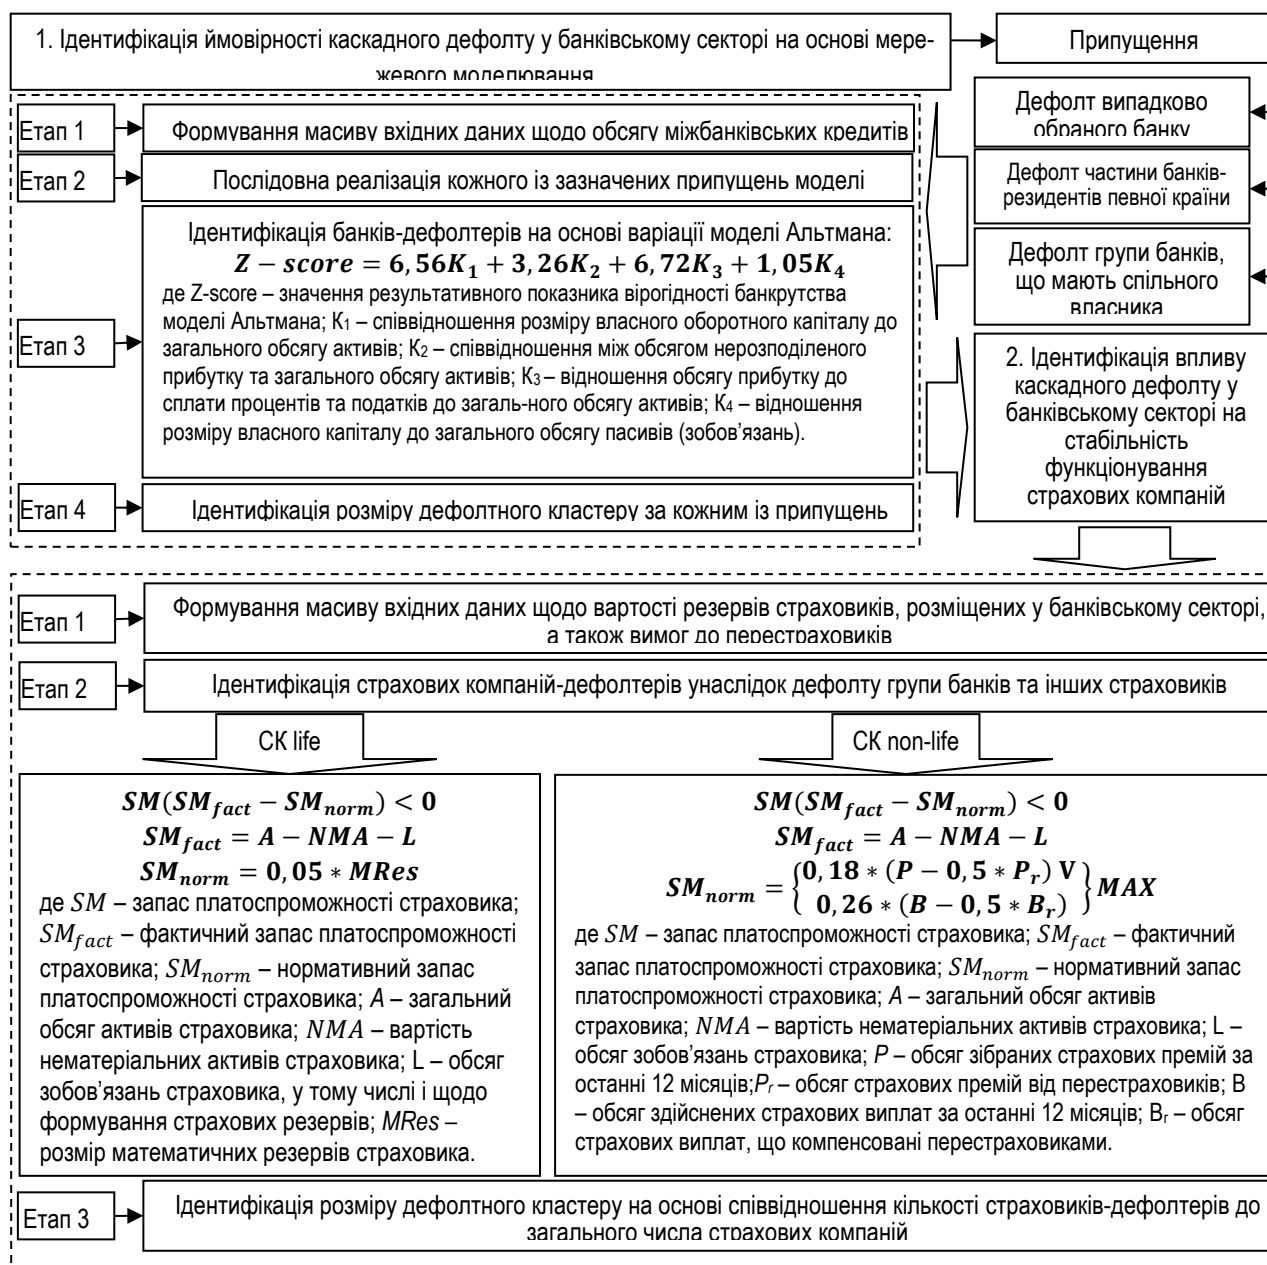 1. Ідентифікація ймовірності каскадного дефолту у банківському секторі на основі мере-
жевого моделювання
Припущення
Дефолт випадково
обраного банку
Дефолт частини банків-
резидентів певної країни
Дефолт групи банків,
що мають спільного
власника
Етап 1
Формування масиву вхідних даних щодо обсягу міжбанківських кредитів
Етап 2
Послідовна реалізація кожного із зазначених припущень моделі
Етап 3
Ідентифікація банків-дефолтерів на основі варіації моделі Альтмана:
Z − score = 6,56K₁ + 3,26K₂ + 6,72K₃ + 1,05K₄
де Z-score – значення результативного показника вірогідності банкрутства
моделі Альтмана; К₁ – співвідношення розміру власного оборотного капіталу до
загального обсягу активів; К₂ – співвідношення між обсягом нерозподіленого
прибутку та загального обсягу активів; К₃ – відношення обсягу прибутку до
сплати процентів та податків до загаль-ного обсягу активів; К₄ – відношення
розміру власного капіталу до загального обсягу пасивів (зобов’язань).
Етап 4
Ідентифікація розміру дефолтного кластеру за кожним із припущень
2. Ідентифікація впливу
каскадного дефолту у
банківському секторі на
стабільність
функціонування
страхових компаній
Етап 1
Формування масиву вхідних даних щодо вартості резервів страховиків, розміщених у банківському секторі,
а також вимог до перестраховиків
Етап 2
Ідентифікація страхових компаній-дефолтерів унаслідок дефолту групи банків та інших страховиків
СК life
SM(SM_fact − SM_norm) < 0
SM_fact = A − NMA − L
SM_norm = 0,05 * MRes
де SM – запас платоспроможності страховика;
SM_fact – фактичний запас платоспроможності
страховика; SM_norm – нормативний запас
платоспроможності страховика; A – загальний
обсяг активів страховика; NMA – вартість
нематеріальних активів страховика; L – обсяг
зобов’язань страховика, у тому числі і щодо
формування страхових резервів; MRes –
розмір математичних резервів страховика.
СК non-life
SM(SM_fact − SM_norm) < 0
SM_fact = A − NMA − L
SM_norm = {0,18 * (P − 0,5 * P_r) V
0,26 * (B − 0,5 * B_r)} MAX
де SM – запас платоспроможності страховика; SM_fact – фактичний
запас платоспроможності страховика; SM_norm – нормативний запас
платоспроможності страховика; A – загальний обсяг активів
страховика; NMA – вартість нематеріальних активів страховика; L –
обсяг зобов’язань страховика; P – обсяг зібраних страхових премій за
останні 12 місяців;P_r – обсяг страхових премій від перестраховиків; B
– обсяг здійснених страхових виплат за останні 12 місяців; B_r – обсяг
страхових виплат, що компенсовані перестраховиками.
Етап 3
Ідентифікація розміру дефолтного кластеру на основі співвідношення кількості страховиків-дефолтерів до
загального числа страхових компаній